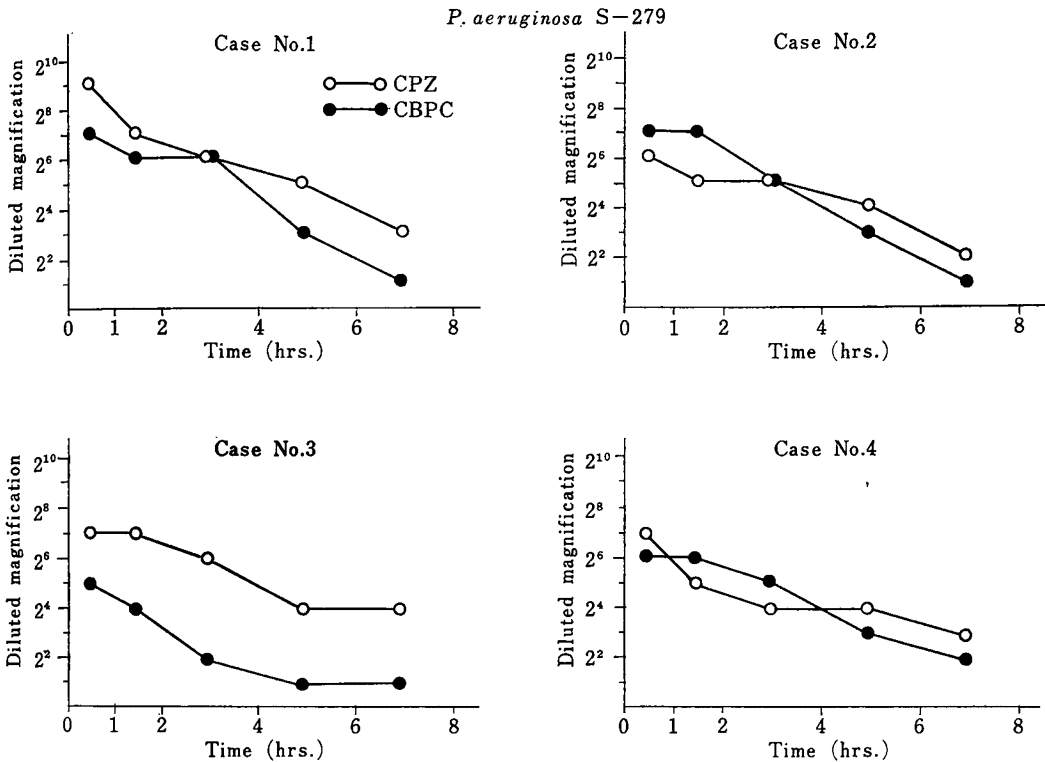 P. aeruginosa S-279
Case No.1
Diluted magnification
2¹⁰
2⁸
2⁶
2⁴
2²
CPZ
CBPC
0 1 2 4 6 8
Time (hrs.)
Case No.2
Diluted magnification
2¹⁰
2⁸
2⁶
2⁴
2²
0 1 2 4 6 8
Time (hrs.)
Case No.3
Diluted magnification
2¹⁰
2⁸
2⁶
2⁴
2²
0 1 2 4 6 8
Time (hrs.)
Case No.4
Diluted magnification
2¹⁰
2⁸
2⁶
2⁴
2²
0 1 2 4 6 8
Time (hrs.)